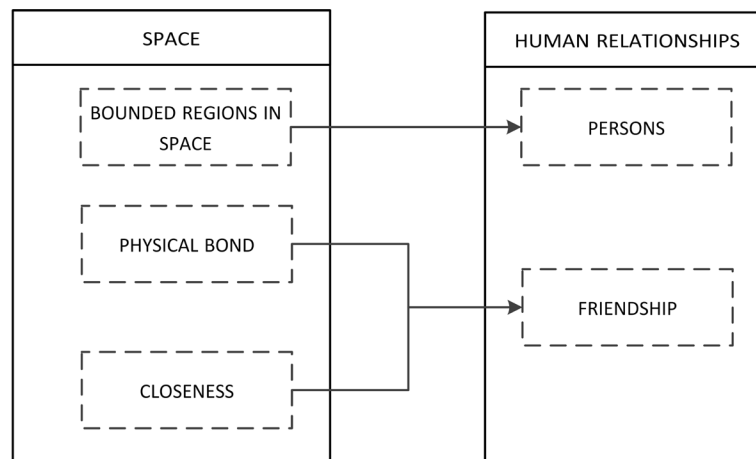 SPACE
BOUNDED REGIONS IN
SPACE
PHYSICAL BOND
CLOSENESS
HUMAN RELATIONSHIPS
PERSONS
FRIENDSHIP